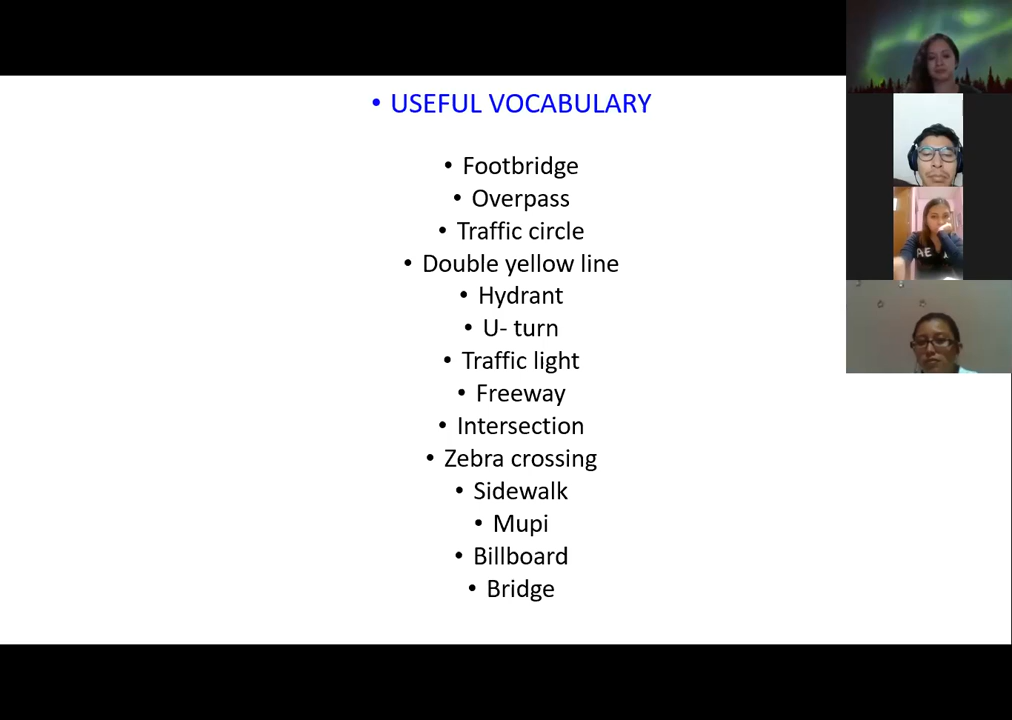 • USEFUL VOCABULARY
• Footbridge
• Overpass
• Traffic circle
• Double yellow line
• Hydrant
• U- turn
• Traffic light
• Freeway
• Intersection
• Zebra crossing
• Sidewalk
• Mupi
• Billboard
• Bridge